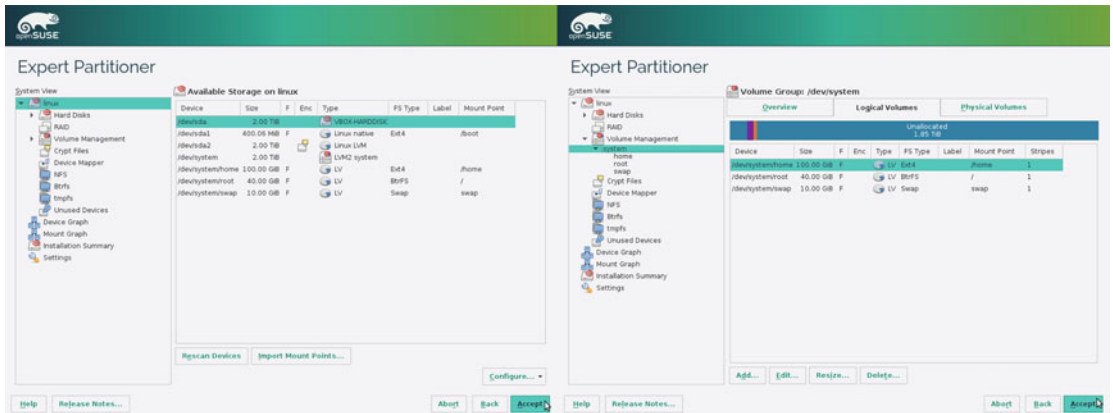 openSUSE
Expert Partitioner
System View
linux
Hard Disks
RAID
Volume Management
Crypt Files
Device Mapper
NFS
Btrfs
tmpfs
Unused Devices
Device Graph
Mount Graph
Installation Summary
Settings
Available Storage on linux
Device Size F Enc Type FS Type Label Mount Point
/dev/sda 2.00 TiB VBOX-HARDDISK
/dev/sda1 400.06 MiB F Linux native Ext4 /boot
/dev/sda2 2.00 TiB Linux LVM
/dev/system 2.00 TiB LVM2 system
/dev/system/home 100.00 GiB F LV Ext4 /home
/dev/system/root 40.00 GiB F LV BtrFS /
/dev/system/swap 10.00 GiB F LV Swap swap
Rescan Devices Import Mount Points...
Configure...
Help Release Notes... Abort Back Accept
openSUSE
Expert Partitioner
System View
linux
Hard Disks
RAID
Volume Management
system
home
root
swap
Crypt Files
Device Mapper
NFS
Btrfs
tmpfs
Unused Devices
Device Graph
Mount Graph
Installation Summary
Settings
Volume Group: /dev/system
Overview Logical Volumes Physical Volumes
Unallocated
1.85 TiB
Device Size F Enc Type FS Type Label Mount Point Stripes
/dev/system/home 100.00 GiB F LV Ext4 /home 1
/dev/system/root 40.00 GiB F LV BtrFS / 1
/dev/system/swap 10.00 GiB F LV Swap swap 1
Add... Edit... Resize... Delete...
Help Release Notes... Abort Back Accept